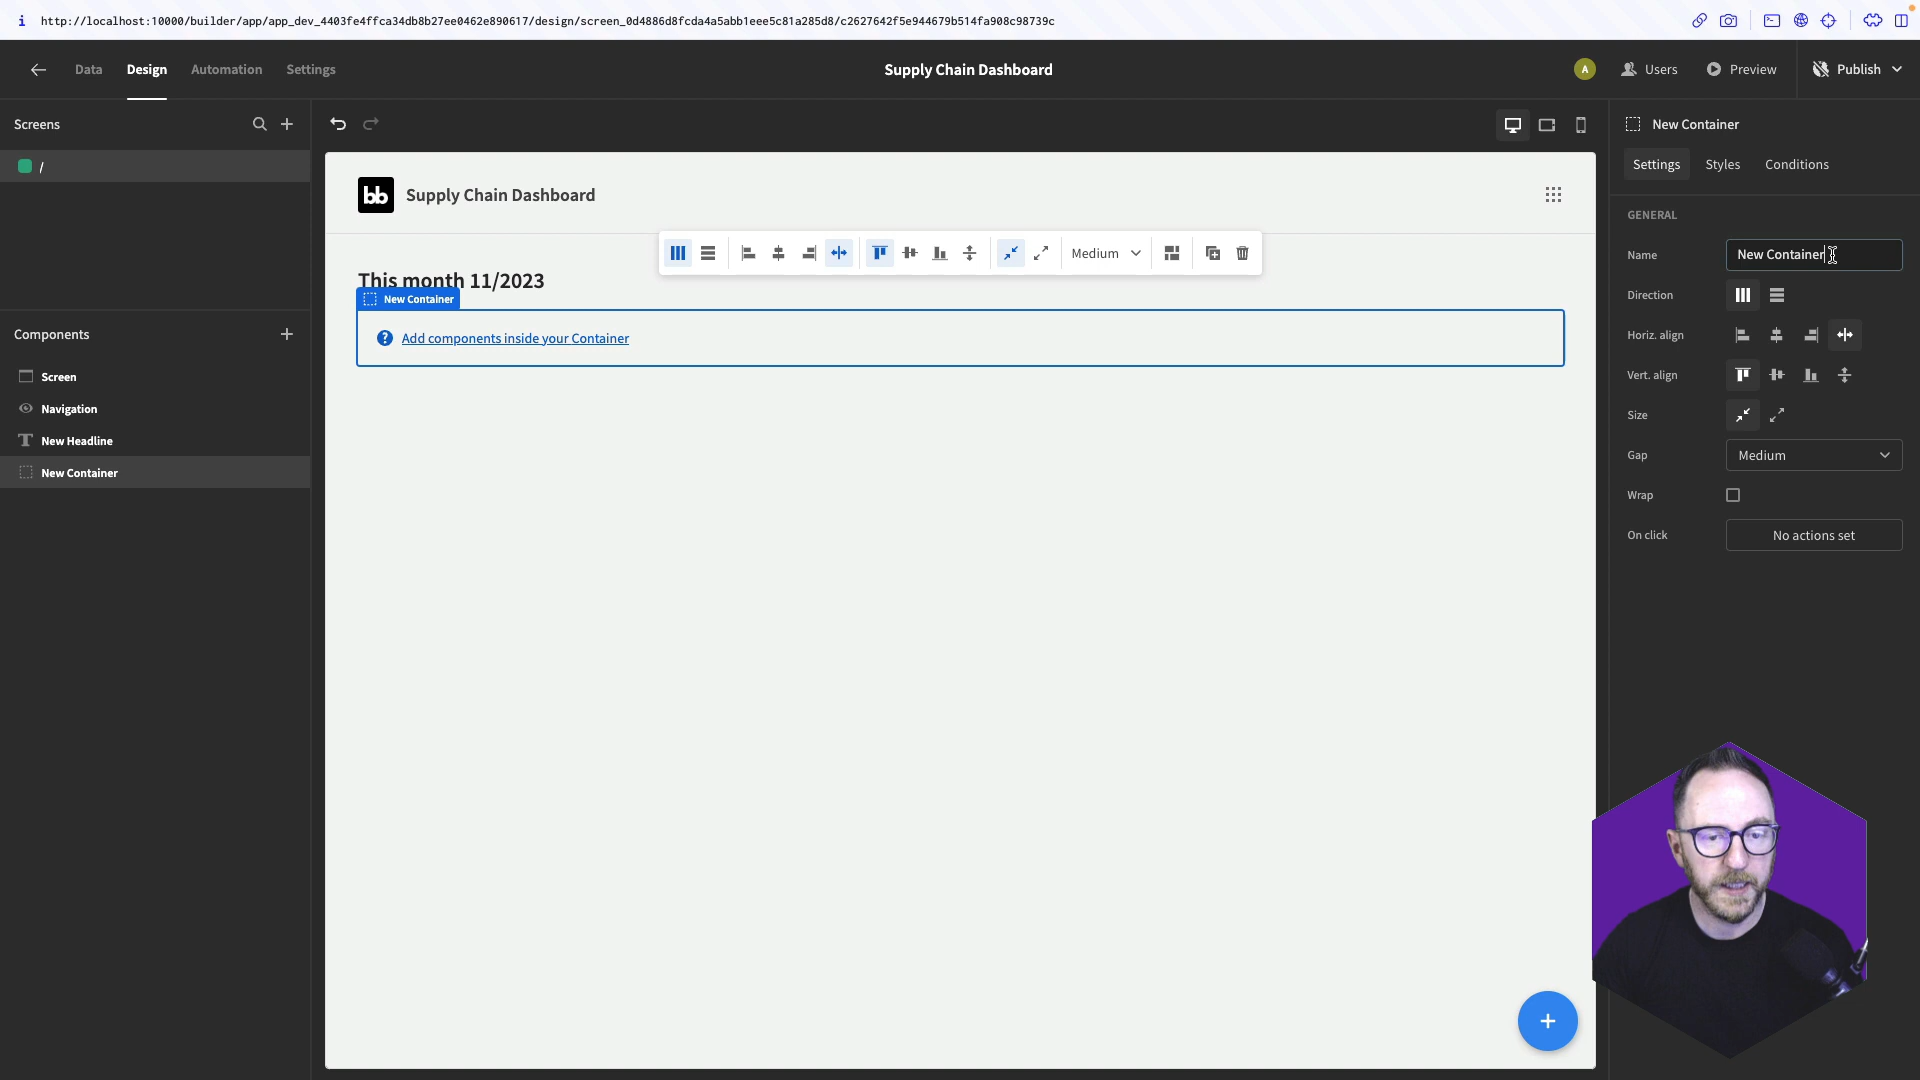 http://localhost:10000/builder/app/app_dev_4403fe4ffca34db8b27ee0462e890617/design/screen_0d4886d8fcda4a5abb1eee5c81a285d8/c2627642f5e944679b514fa908c98739c
Data
Design
Automation
Settings
Supply Chain Dashboard
A
Users
Preview
Publish
Screens
/
Components
Screen
Navigation
New Headline
New Container
bb
Supply Chain Dashboard
Medium
This month 11/2023
New Container
Add components inside your Container
New Container
Settings
Styles
Conditions
GENERAL
Name
New Container
Direction
Horiz. align
Vert. align
Size
Gap
Medium
Wrap
On click
No actions set